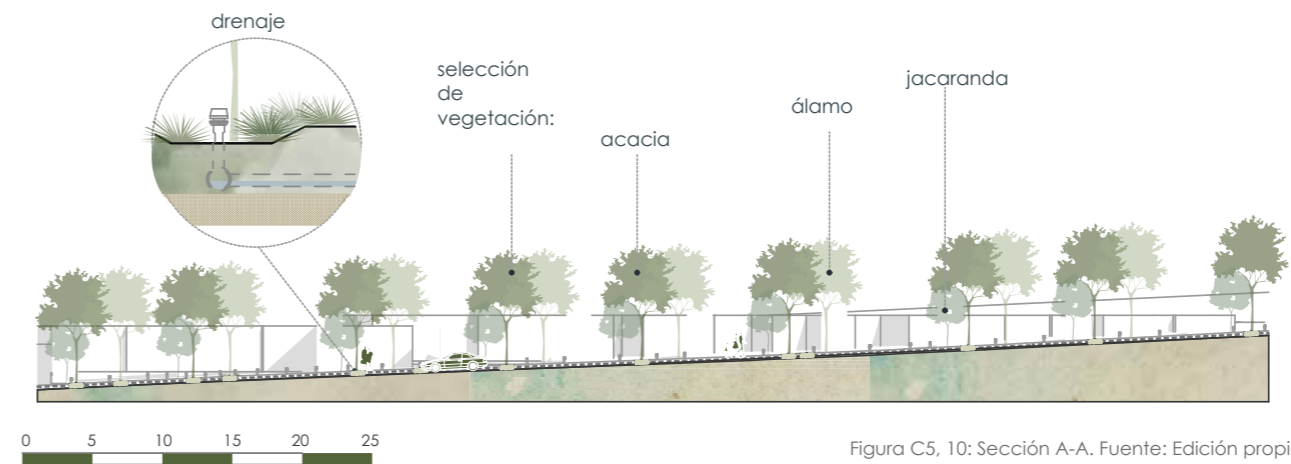 drenaje
selección
de
vegetación:
acacia
álamo
jacaranda
0 5 10 15 20 25
Figura C5, 10: Sección A-A. Fuente: Edición propi